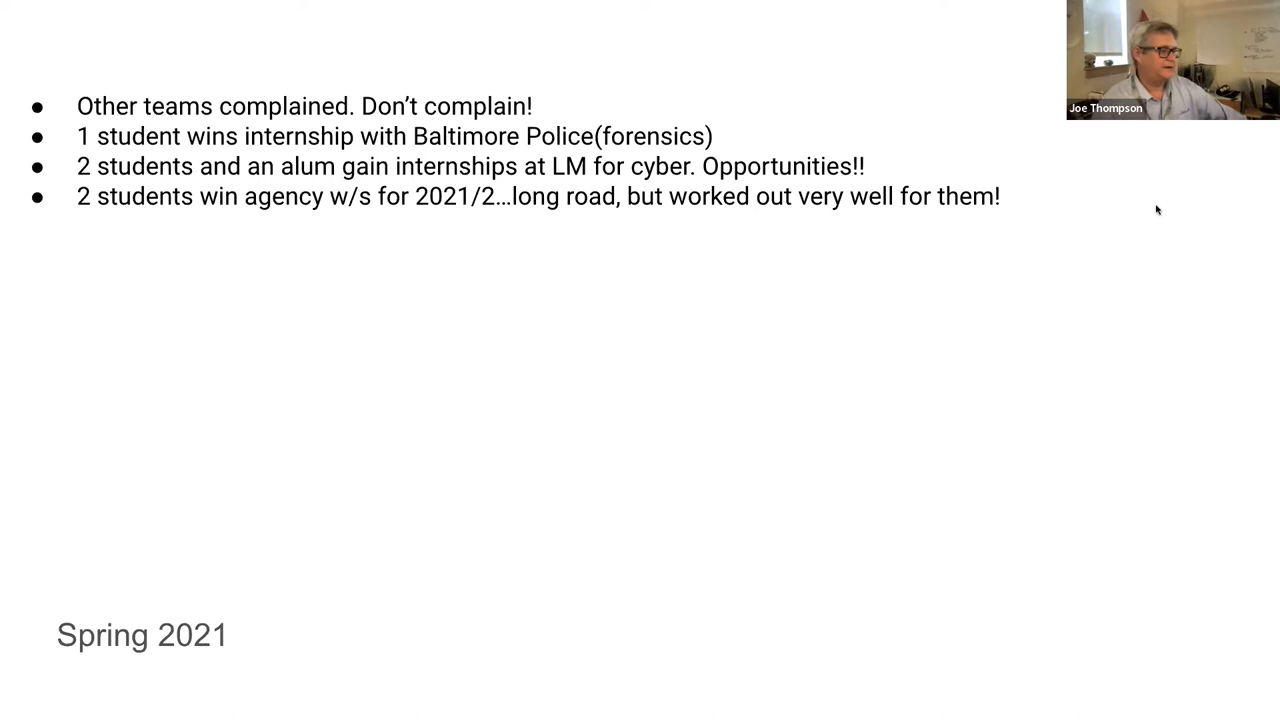 ● Other teams complained. Don’t complain!
● 1 student wins internship with Baltimore Police(forensics)
● 2 students and an alum gain internships at LM for cyber. Opportunities!!
● 2 students win agency w/s for 2021/2…long road, but worked out very well for them!
Joe Thompson
Spring 2021